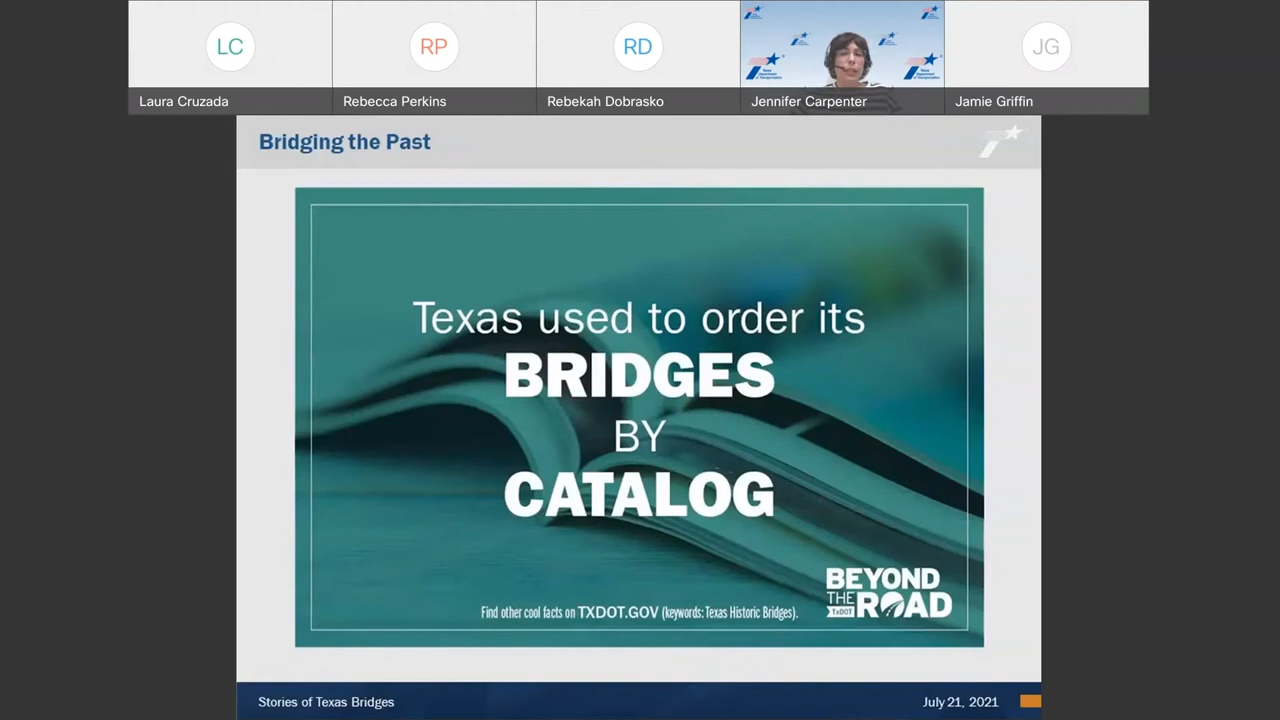 LC
RP
RD
JG
Laura Cruzada
Rebecca Perkins
Rebekah Dobrasko
Jennifer Carpenter
Jamie Griffin
Bridging the Past
Texas used to order its
BRIDGES
BY
CATALOG
BEYOND
THE ROAD
TxDOT
Find other cool facts on TXDOT.GOV (keywords: Texas Historic Bridges).
Stories of Texas Bridges
July 21, 2021